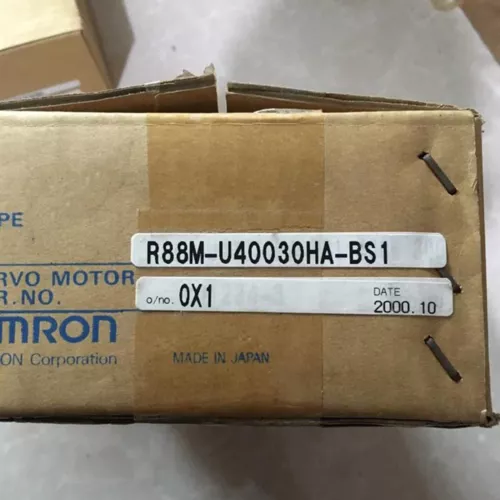 PE
R88M-U40030HA-BS1
RVO MOTOR
R.NO.
o/no. 0X1
DATE
2000.10
MRON
ON Corporation
MADE IN JAPAN